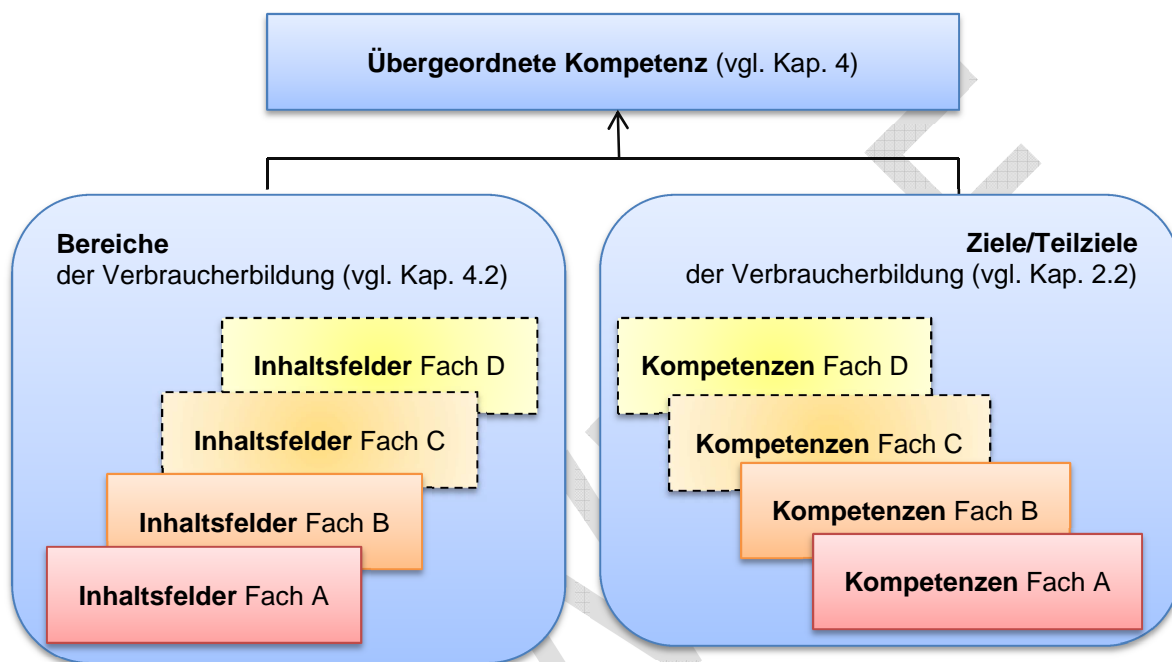 Übergeordnete Kompetenz (vgl. Kap. 4)
Bereiche
der Verbraucherbildung (vgl. Kap. 4.2)
Inhaltsfelder Fach D
Inhaltsfelder Fach C
Inhaltsfelder Fach B
Inhaltsfelder Fach A
Ziele/Teilziele
der Verbraucherbildung (vgl. Kap. 2.2)
Kompetenzen Fach D
Kompetenzen Fach C
Kompetenzen Fach B
Kompetenzen Fach A